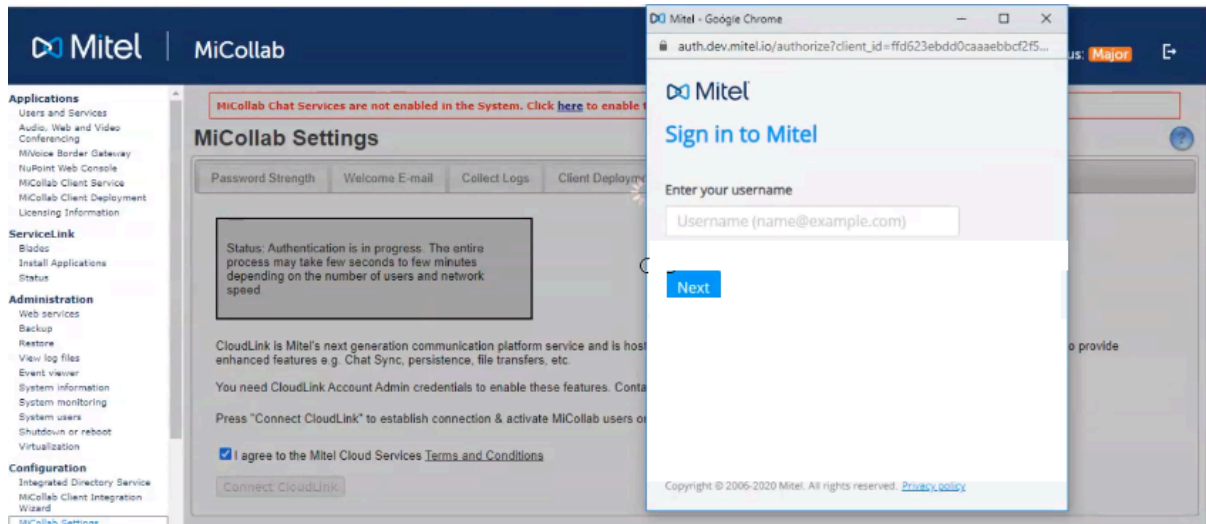 Mitel
MiCollab
us: Major
Applications
Users and Services
Audio, Web and Video
Conferencing
MiVoice Border Gateway
NuPoint Web Console
MiCollab Client Service
MiCollab Client Deployment
Licensing Information
ServiceLink
Blades
Install Applications
Status
Administration
Web services
Backup
Restore
View log files
Event viewer
System information
System monitoring
System users
Shutdown or reboot
Virtualization
Configuration
Integrated Directory Service
MiCollab Client Integration
Wizard
MiCollab Settings
MiCollab Chat Services are not enabled in the System. Click here to enable t
MiCollab Settings
Password Strength
Welcome E-mail
Collect Logs
Client Deployme
Status: Authentication is in progress. The entire
process may take few seconds to few minutes
depending on the number of users and network
speed
CloudLink is Mitel's next generation communication platform service and is hos
o provide
enhanced features e.g. Chat Sync, persistence, file transfers, etc.
You need CloudLink Account Admin credentials to enable these features. Conta
Press "Connect CloudLink" to establish connection & activate MiCollab users or
I agree to the Mitel Cloud Services Terms and Conditions
Connect CloudLink
Mitel - Google Chrome
auth.dev.mitel.io/authorize?client_id=ffd623ebdd0caaaebbcf2f5...
Mitel
Sign in to Mitel
Enter your username
Username (name@example.com)
Next
Copyright © 2006-2020 Mitel. All rights reserved. Privacy policy